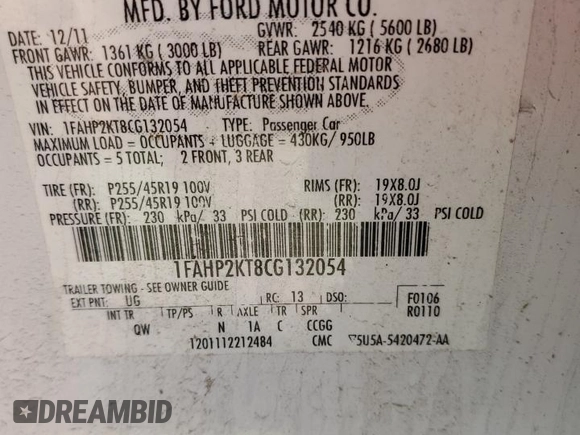 MFD. BY FORD MOTOR CO.
DATE: 12/11 GVWR: 2540 KG ( 5600 LB)
FRONT GAWR: 1361 KG ( 3000 LB) REAR GAWR: 1216 KG ( 2680 LB)
THIS VEHICLE CONFORMS TO ALL APPLICABLE FEDERAL MOTOR
VEHICLE SAFETY, BUMPER, AND THEFT PREVENTION STANDARDS
IN EFFECT ON THE DATE OF MANUFACTURE SHOWN ABOVE.
VIN: 1FAHP2KT8CG132054 TYPE: Passenger Car
MAXIMUM LOAD = OCCUPANTS + LUGGAGE = 430KG/ 950LB
OCCUPANTS = 5 TOTAL; 2 FRONT, 3 REAR
TIRE (FR): P255/45R19 100V RIMS (FR): 19X8.0J
(RR): P255/45R19 100V (RR): 19X8.0J
PRESSURE (FR): 230 kPa/ 33 PSI COLD (RR): 230 kPa/ 33 PSI COLD
1FAHP2KT8CG132054
TRAILER TOWING - SEE OWNER GUIDE
EXT PNT: UG RC: 13 DSO: F0106
R0110
INT TR TP/PS R AXLE TR SPR
QW N 1A C CCGG
1201112212484 CMC 5U5A-5420472-AA
DREAMBID